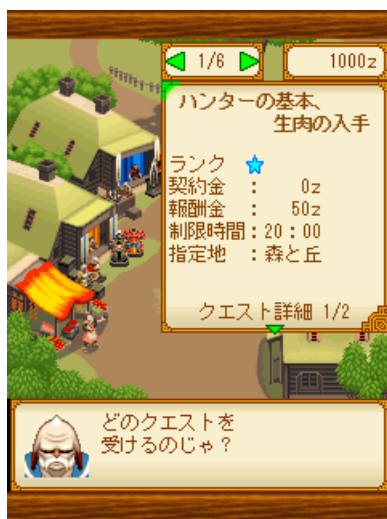 1/6
1000z
ハンターの基本、
生肉の入手
ランク ☆
契約金 : 0z
報酬金 : 50z
制限時間:20:00
指定地 :森と丘
クエスト詳細 1/2
どのクエストを
受けるのじゃ?